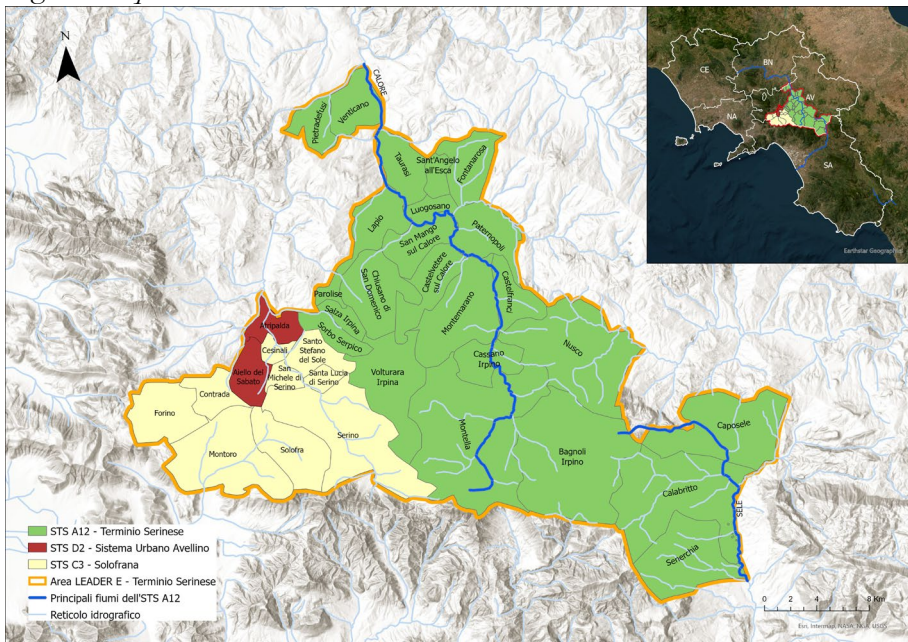 N
CALORE
Pietradefusi
Venticano
Taurasi
Sant'Angelo
all'Esca
Fontanarosa
Luogosano
Lapio
San Mango
sul Calore
Paternopoli
Chiusano di
San Domenico
Castelvetere
sul Calore
Castelfranci
Montemarano
Parolise
Salza Irpina
Sorbo Serpico
Atripalda
Cesinali
Santo
Stefano
del Sole
Aiello del
Sabato
San
Michele di
Serino
Santa Lucia
di Serino
Volturara
Irpina
Cassano
Irpino
Nusco
Contrada
Forino
Montoro
Solofra
Serino
Montella
Bagnoli
Irpino
Caposele
Calabritto
SELE
Senerchia
CE
BN
AV
NA
SA
Earthstar Geographics
STS A12 - Terminio Serinese
STS D2 - Sistema Urbano Avellino
STS C3 - Solofrana
Area LEADER E - Terminio Serinese
Principali fiumi dell'STS A12
Reticolo idrografico
0 2 4 8 Km
Esri, Intermap, NASA, NGA, USGS